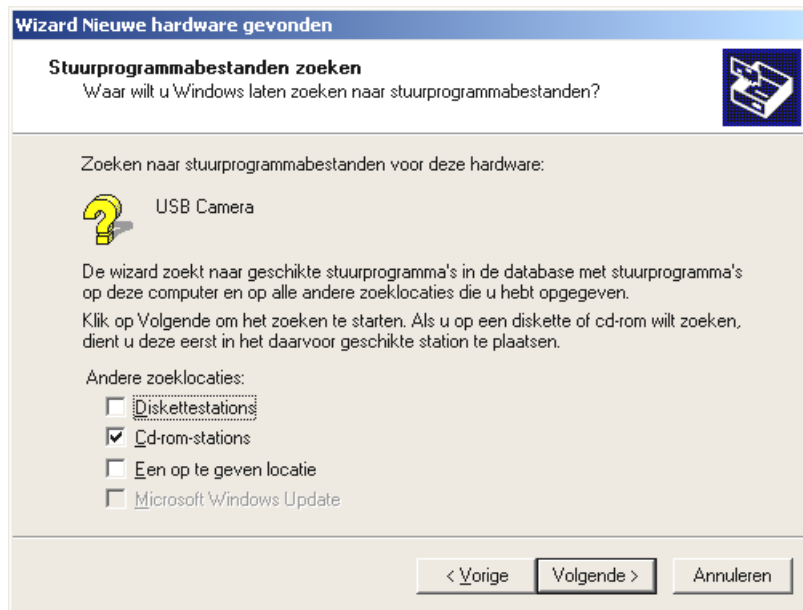 Wizard Nieuwe hardware gevonden
Stuurprogrammabestanden zoeken
Waar wilt u Windows laten zoeken naar stuurprogrammabestanden?
Zoeken naar stuurprogrammabestanden voor deze hardware:
USB Camera
De wizard zoekt naar geschikte stuurprogramma's in de database met stuurprogramma's
op deze computer en op alle andere zoeklocaties die u hebt opgegeven.
Klik op Volgende om het zoeken te starten. Als u op een diskette of cd-rom wilt zoeken,
dient u deze eerst in het daarvoor geschikte station te plaatsen.
Andere zoeklocaties:
Diskettestations
Cd-rom-stations
Een op te geven locatie
Microsoft Windows Update
< Vorige Volgende > Annuleren